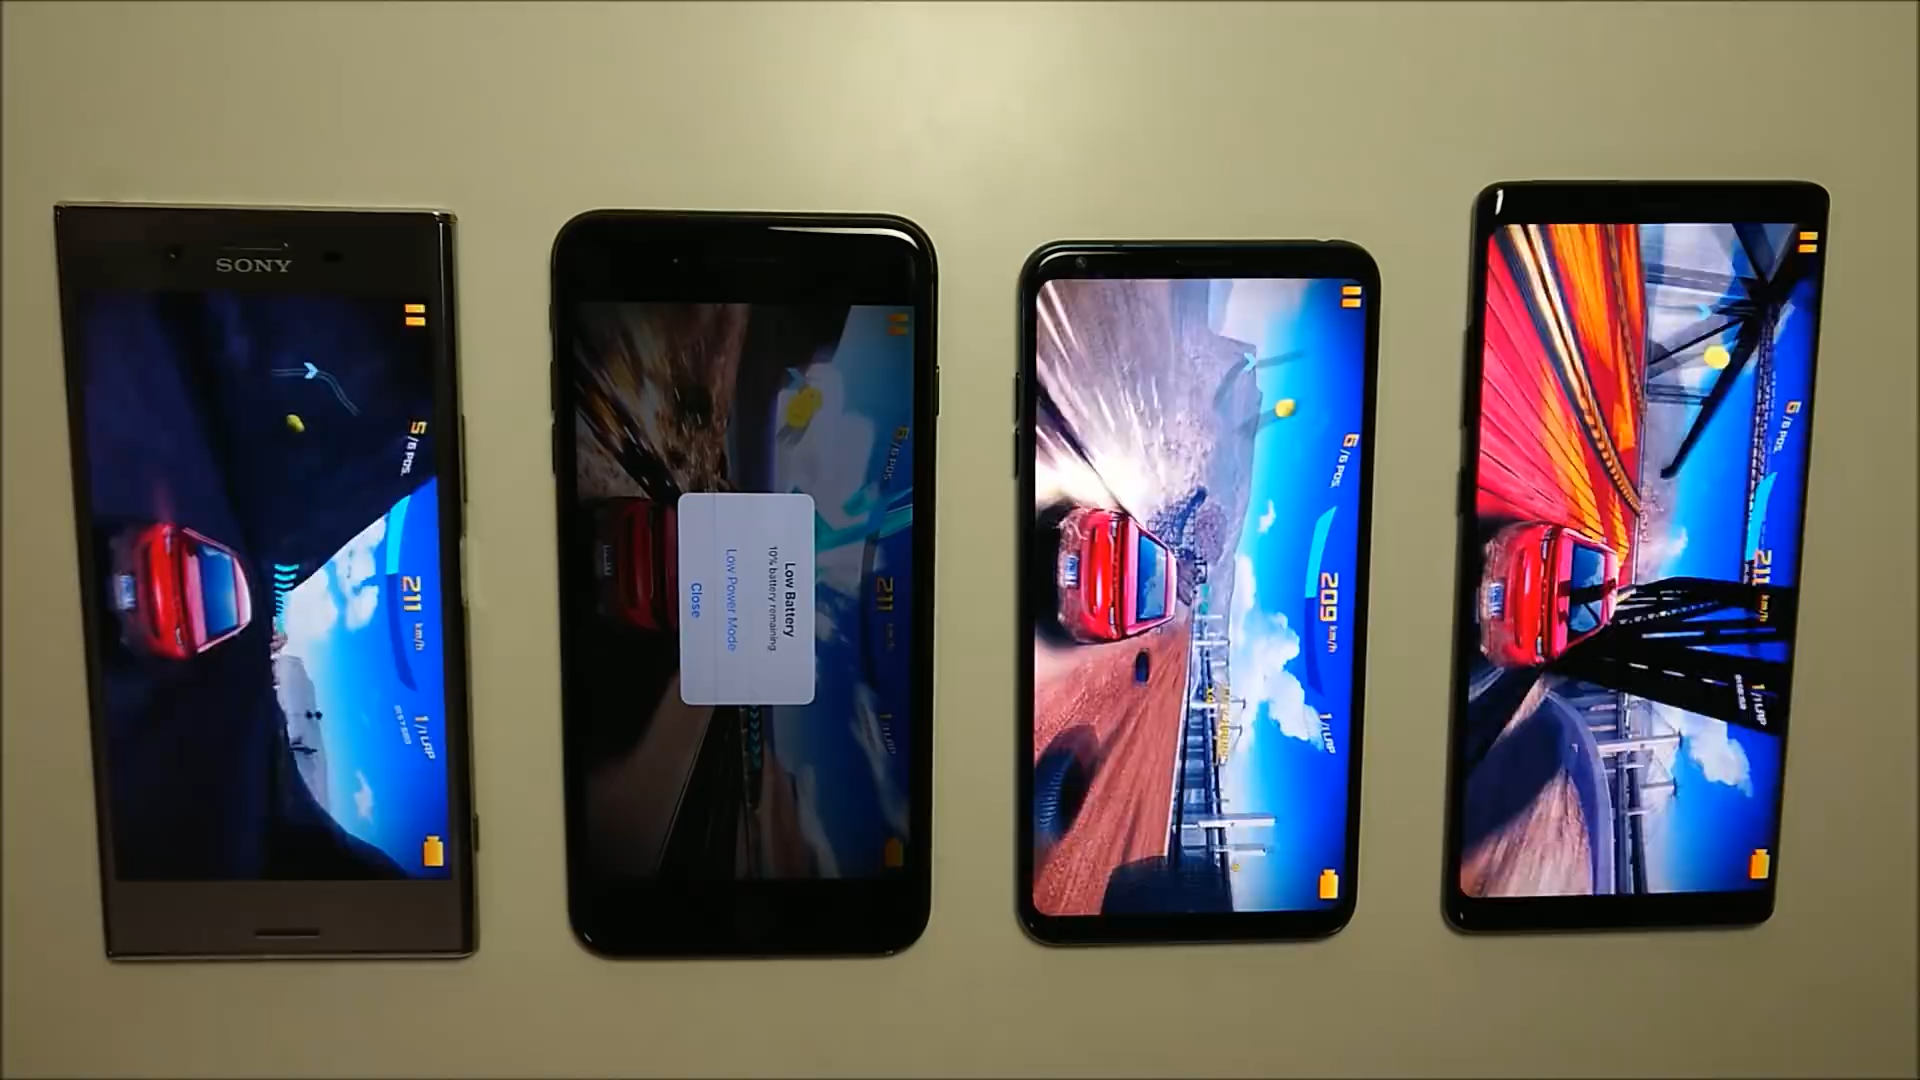 SONY
5/6 POS.
211 km/h
1/1 LAP
6/6 POS.
211 km/h
1/1 LAP
Low Battery
10% battery remaining
Low Power Mode
Close
6/6 POS.
209 km/h
1/1 LAP
6/6 POS.
211 km/h
1/1 LAP